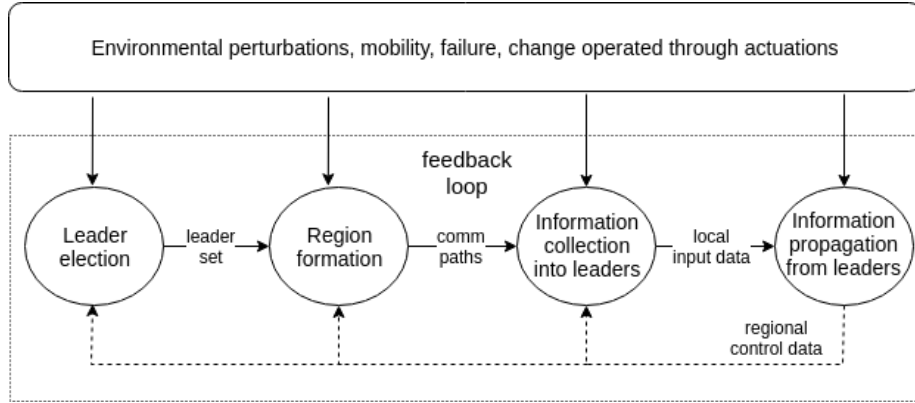 Environmental perturbations, mobility, failure, change operated through actuations
feedback
loop
Leader
election
leader
set
Region
formation
comm
paths
Information
collection
into leaders
local
input data
Information
propagation
from leaders
regional
control data